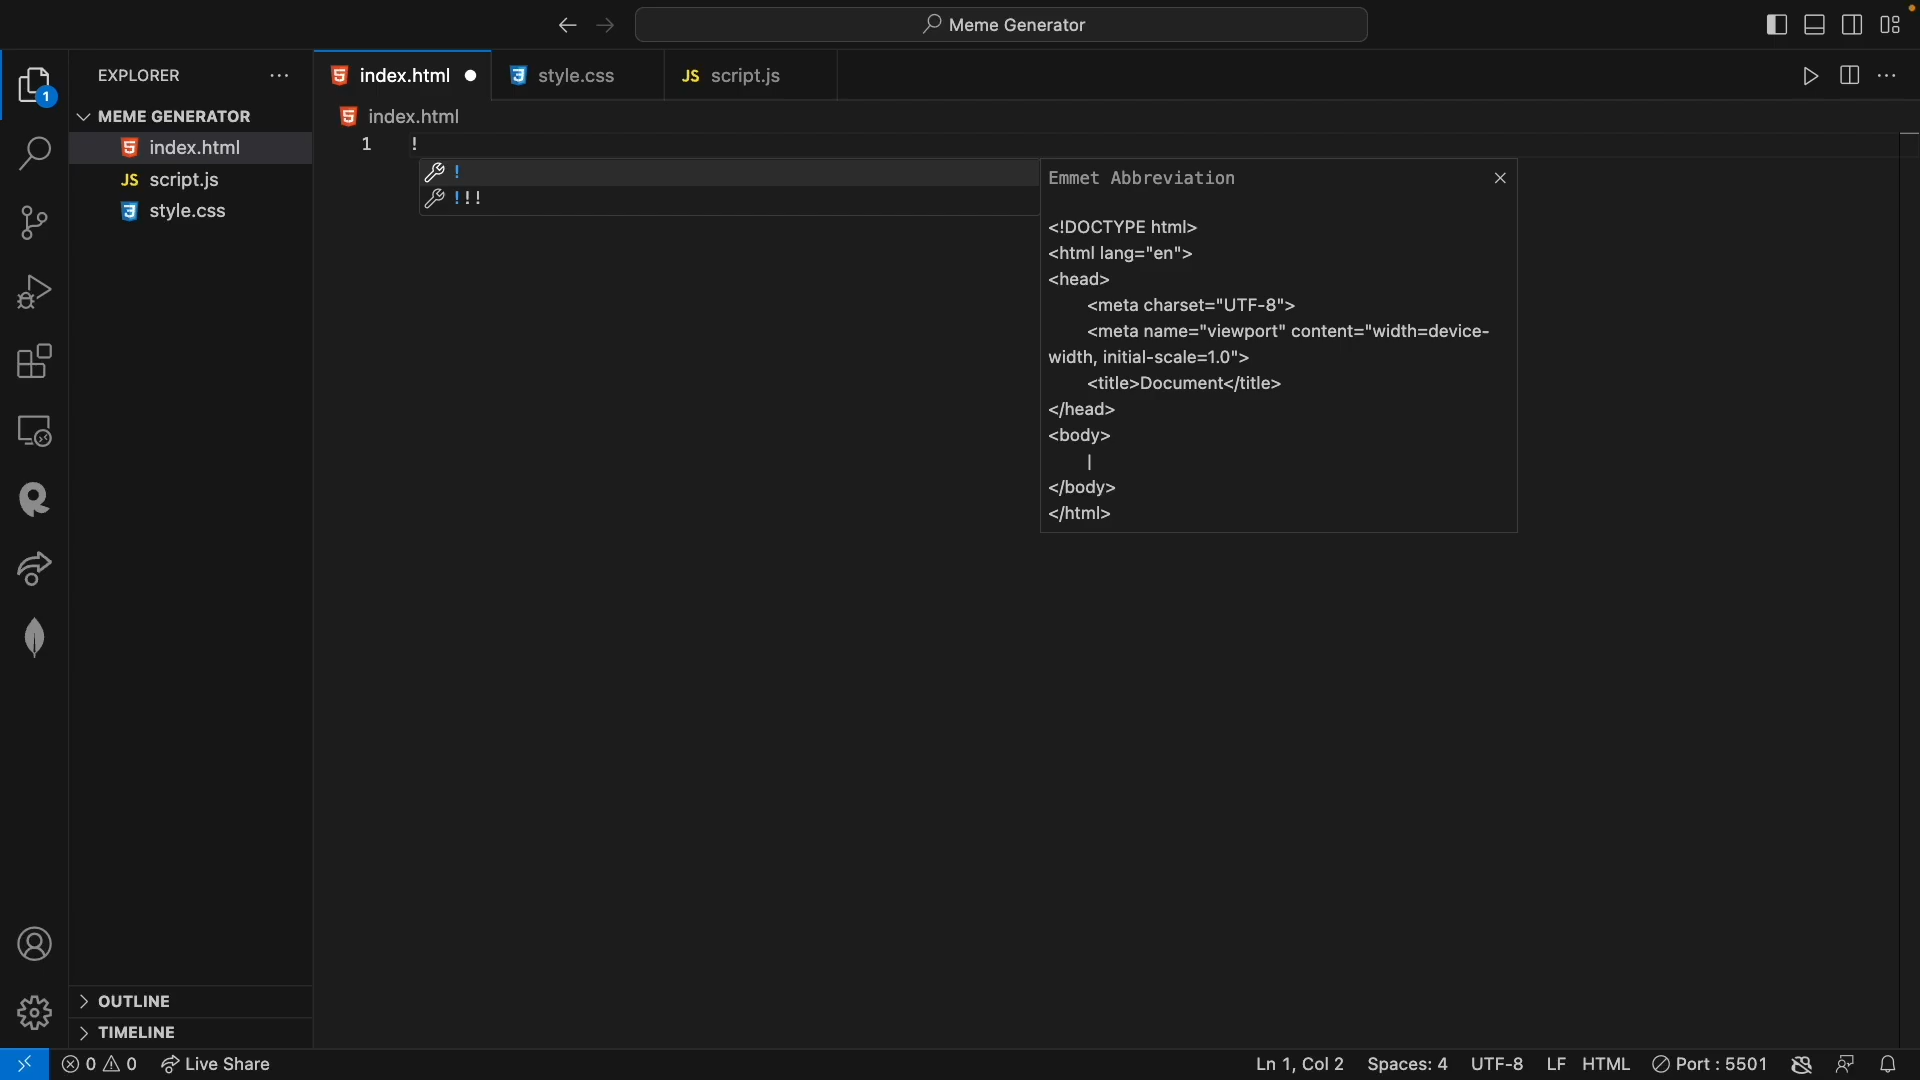 Meme Generator
EXPLORER
index.html
style.css
JS script.js
1
MEME GENERATOR
index.html
JS script.js
style.css
index.html
1 !
!
!!!
Emmet Abbreviation
<!DOCTYPE html>
<html lang="en">
<head>
<meta charset="UTF-8">
<meta name="viewport" content="width=device-
width, initial-scale=1.0">
<title>Document</title>
</head>
<body>
|
</body>
</html>
OUTLINE
TIMELINE
0 0 Live Share
Ln 1, Col 2 Spaces: 4 UTF-8 LF HTML Port : 5501